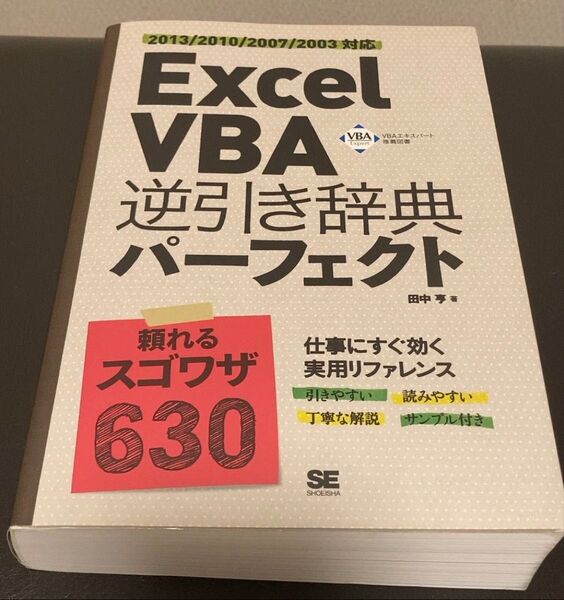 2013/2010/2007/2003 対応
Excel
VBA
VBA
Expert
VBAエキスパート
推薦図書
逆引き辞典
パーフェクト
田中 亨 著
頼れる
スゴワザ
630
仕事にすぐ効く
実用リファレンス
引きやすい 読みやすい
丁寧な解説 サンプル付き
SE
SHOEISHA